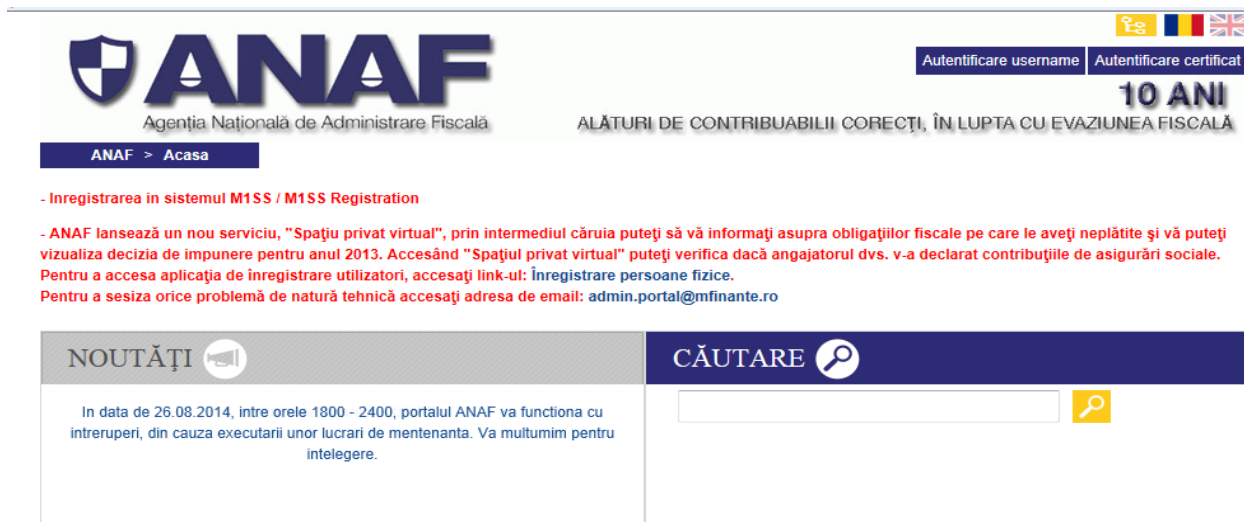 ANAF
Agenția Națională de Administrare Fiscală
Autentificare username
Autentificare certificat
10 ANI
ALĂTURI DE CONTRIBUABILII CORECȚI, ÎN LUPTA CU EVAZIUNEA FISCALĂ
ANAF > Acasa
- Inregistrarea in sistemul M1SS / M1SS Registration
- ANAF lansează un nou serviciu, "Spaţiu privat virtual", prin intermediul căruia puteţi să vă informaţi asupra obligaţiilor fiscale pe care le aveţi neplătite şi vă puteţi
vizualiza decizia de impunere pentru anul 2013. Accesând "Spaţiul privat virtual" puteţi verifica dacă angajatorul dvs. v-a declarat contribuţiile de asigurări sociale.
Pentru a accesa aplicaţia de înregistrare utilizatori, accesaţi link-ul: Înregistrare persoane fizice.
Pentru a sesiza orice problemă de natură tehnică accesaţi adresa de email: admin.portal@mfinante.ro
NOUTĂŢI
CĂUTARE
In data de 26.08.2014, intre orele 1800 - 2400, portalul ANAF va functiona cu
intreruperi, din cauza executarii unor lucrari de mentenanta. Va multumim pentru
intelegere.